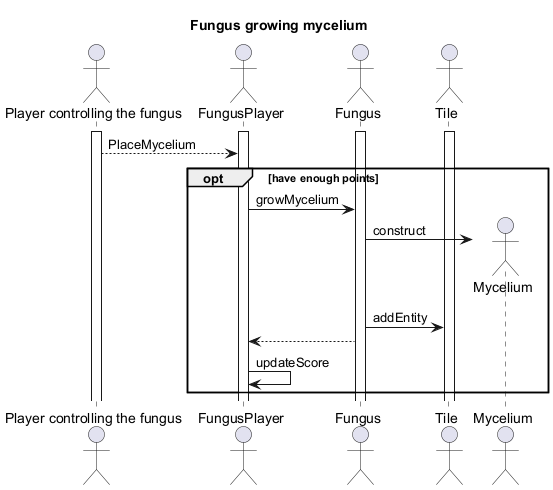 Fungus growing mycelium
Player controlling the fungus FungusPlayer Fungus Tile
PlaceMycelium
opt [have enough points]
growMycelium
construct
Mycelium
addEntity
updateScore
Player controlling the fungus FungusPlayer Fungus Tile Mycelium